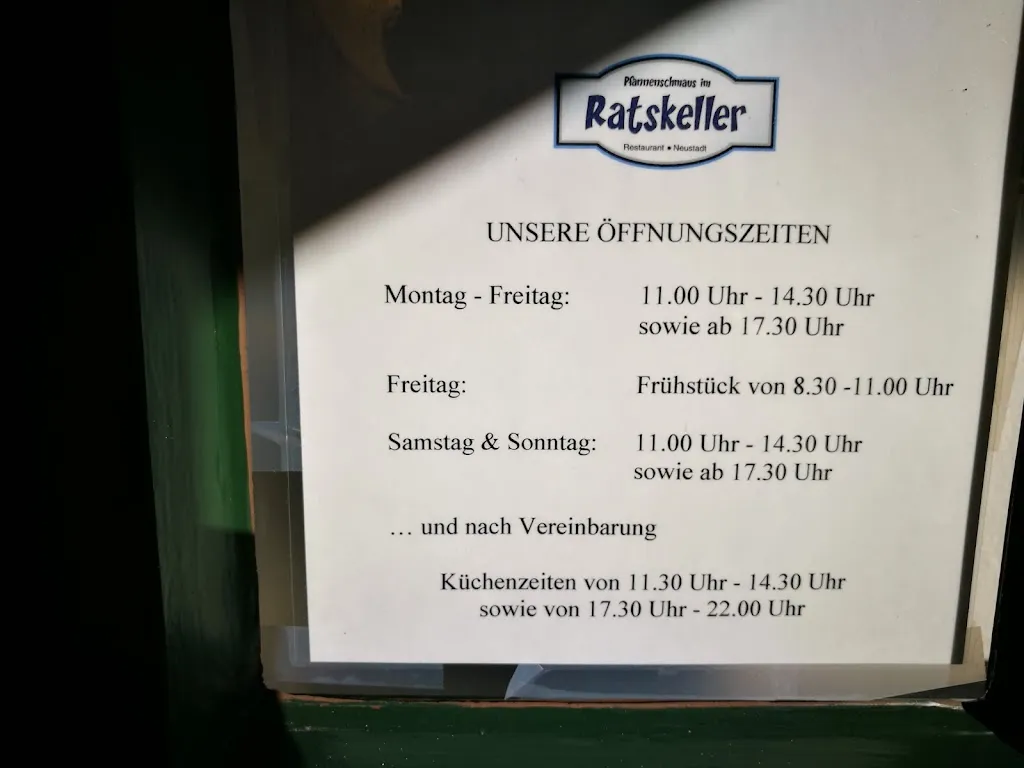 Pfannenschmaus im
Ratskeller
Restaurant • Neustadt
UNSERE ÖFFNUNGSZEITEN
Montag - Freitag: 11.00 Uhr - 14.30 Uhr
sowie ab 17.30 Uhr
Freitag: Frühstück von 8.30 -11.00 Uhr
Samstag & Sonntag: 11.00 Uhr - 14.30 Uhr
sowie ab 17.30 Uhr
… und nach Vereinbarung
Küchenzeiten von 11.30 Uhr - 14.30 Uhr
sowie von 17.30 Uhr - 22.00 Uhr